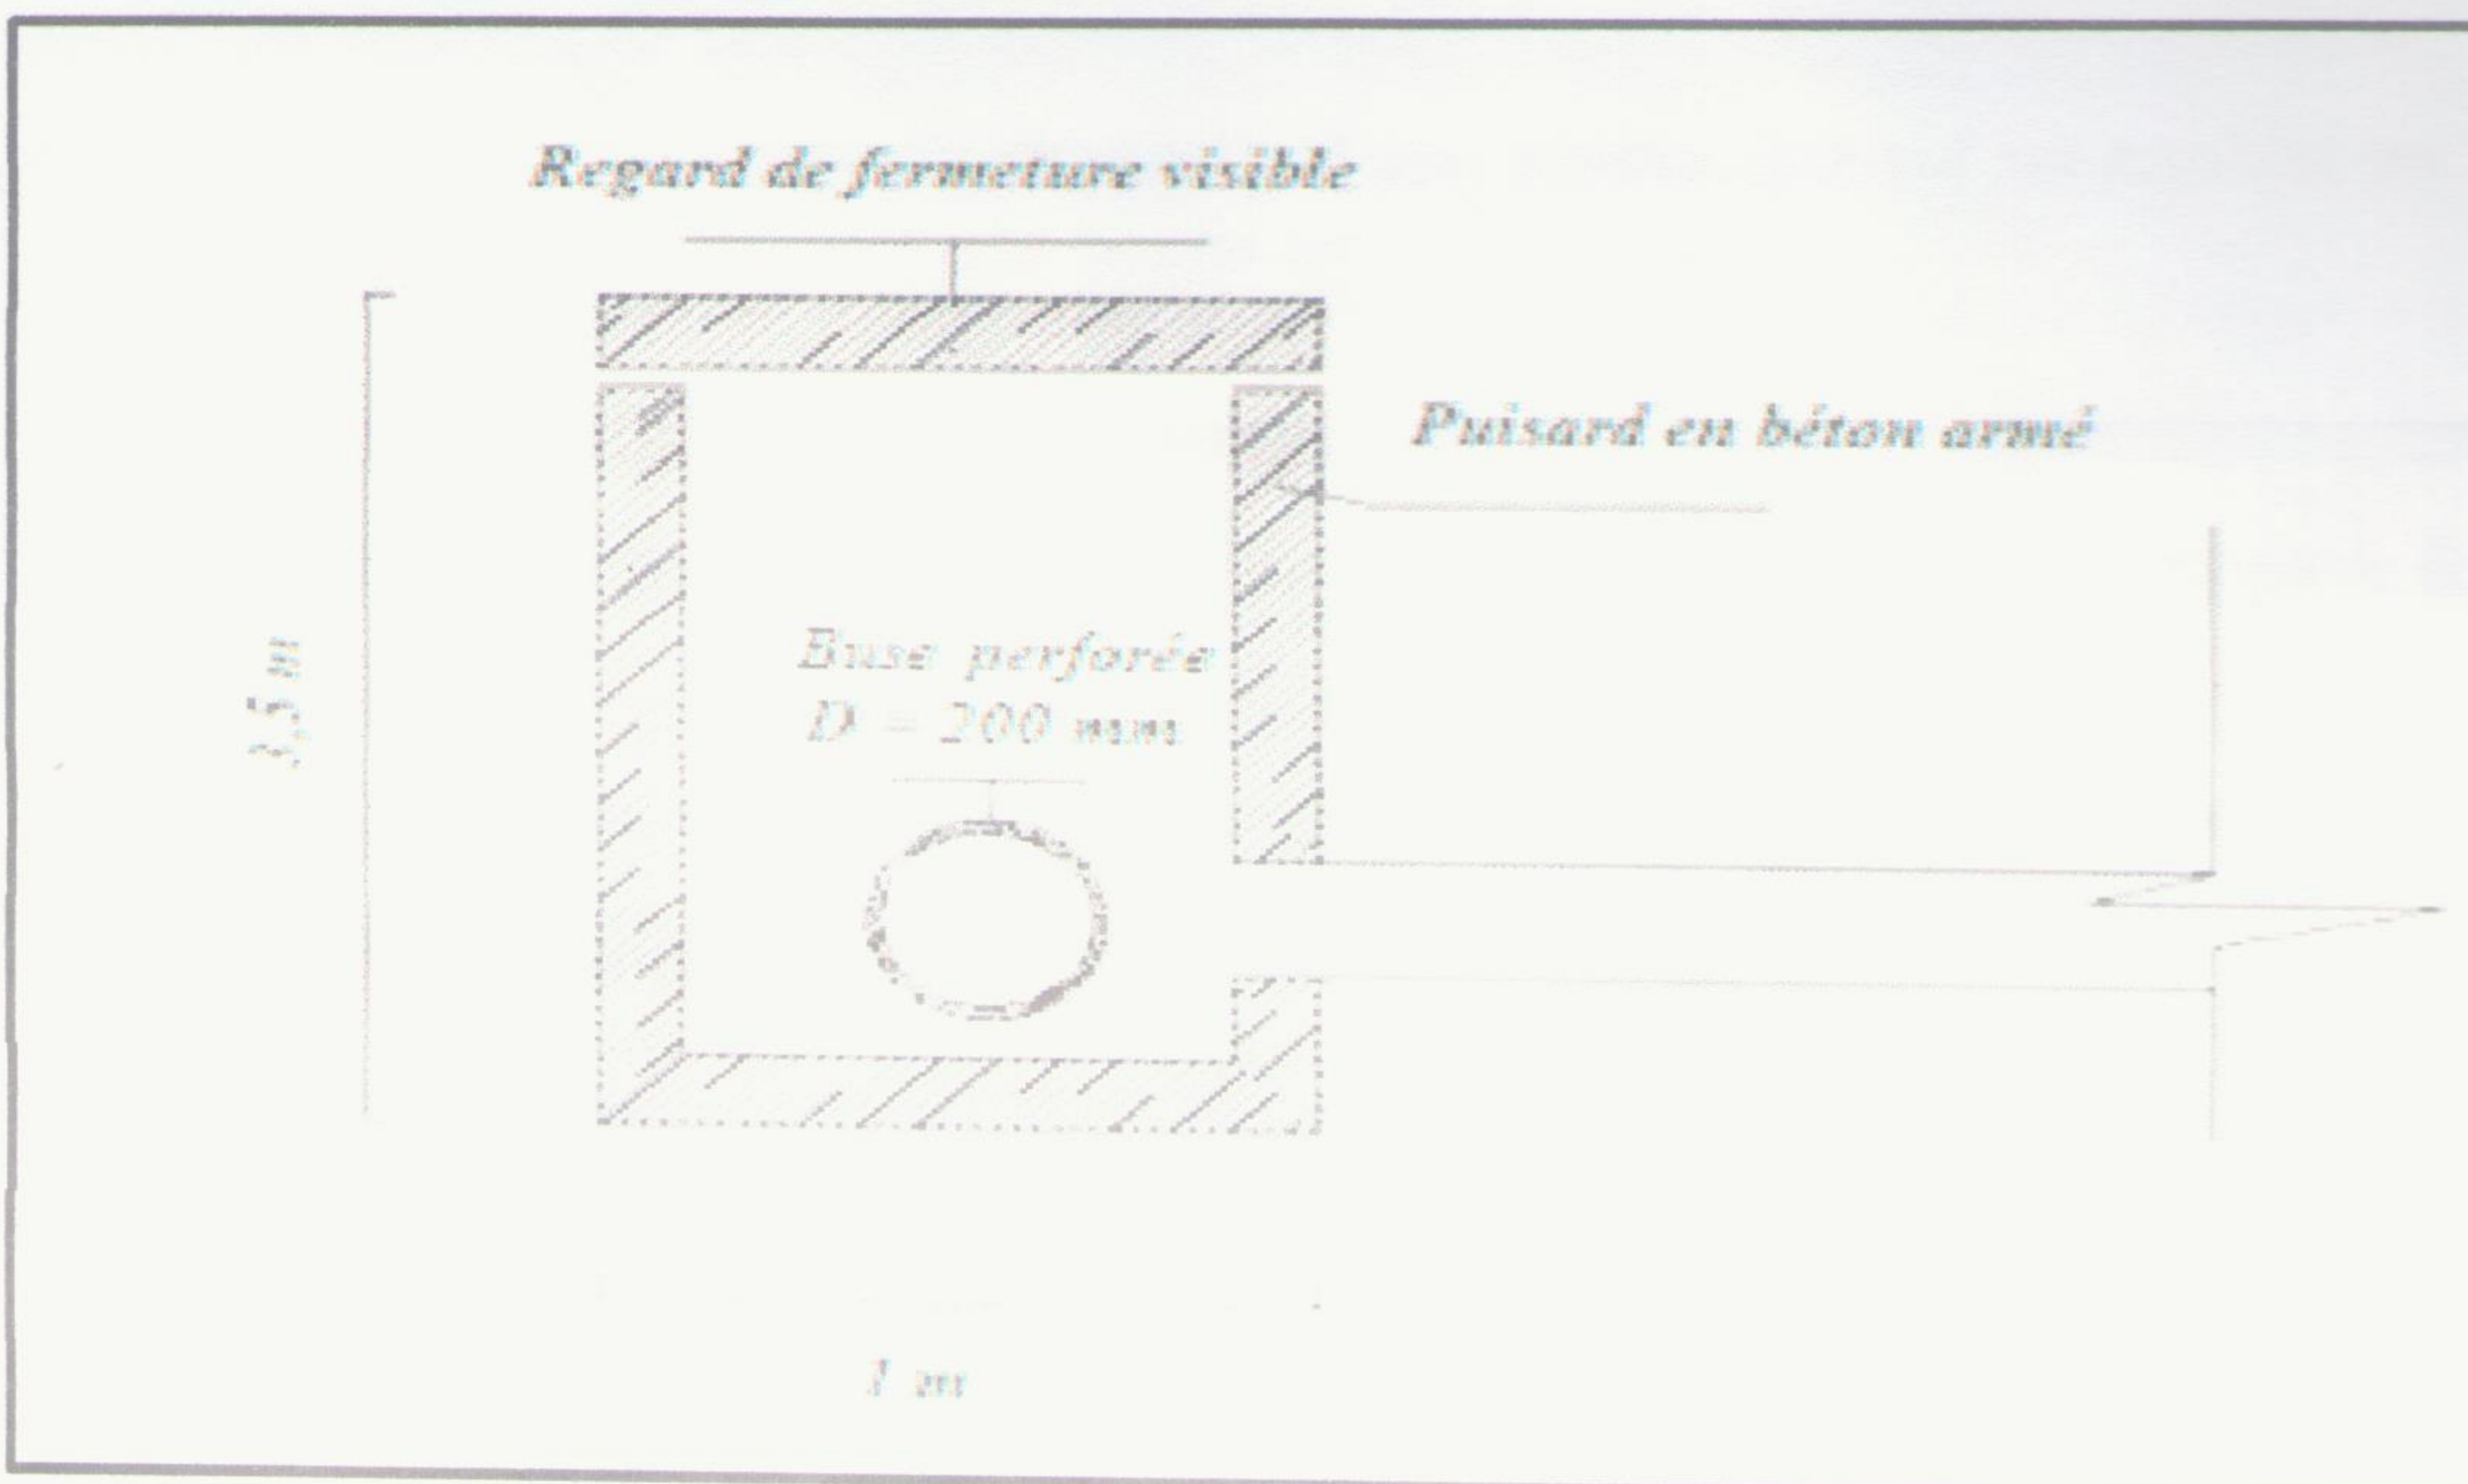 Regard de fermeture visible
Puisard en béton armé
Buse perforée
D = 200 mm
3,5 m
1 m